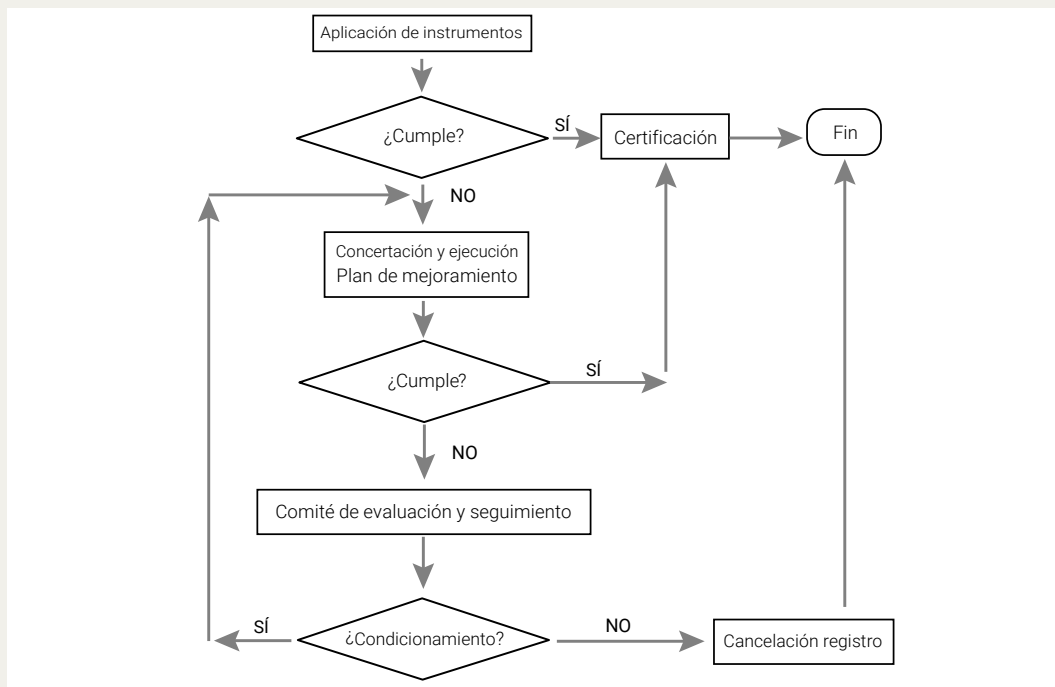 Aplicación de instrumentos
¿Cumple?
SÍ
Certificación
Fin
NO
Concertación y ejecución
Plan de mejoramiento
¿Cumple?
SÍ
NO
Comité de evaluación y seguimiento
¿Condicionamiento?
SÍ
NO
Cancelación registro